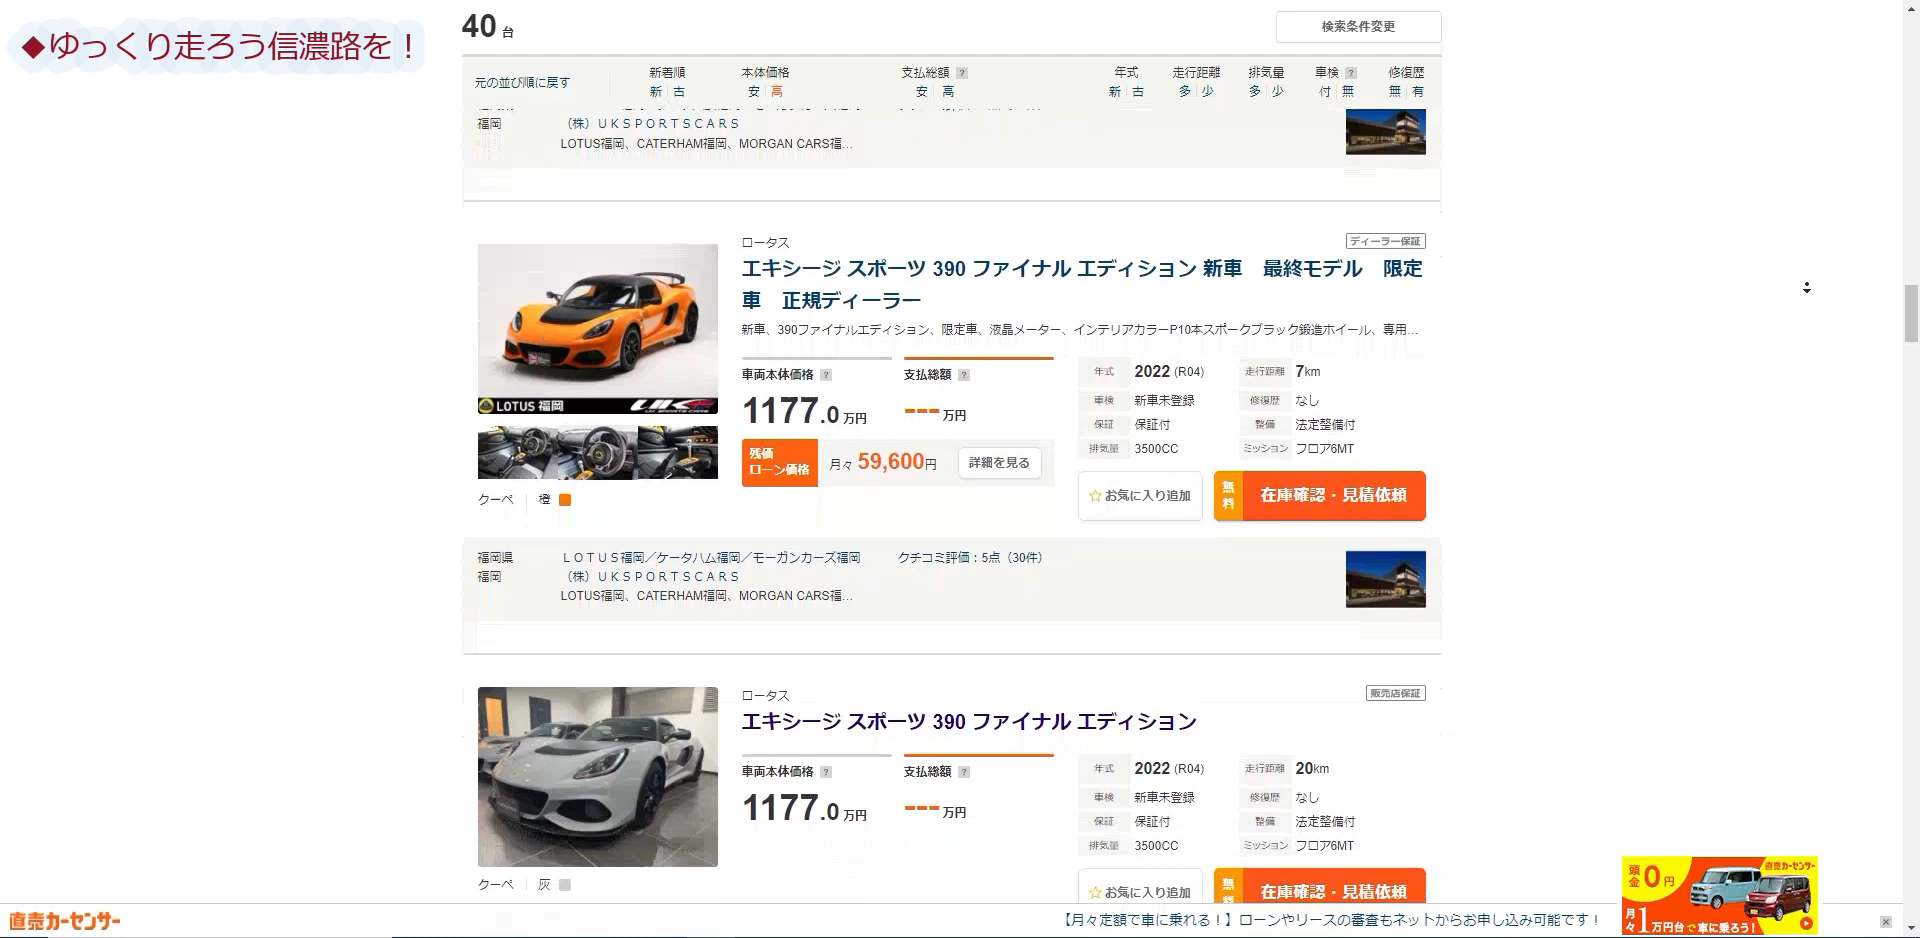 ◆ゆっくり走ろう信濃路を！
40 台
検索条件変更
元の並び順に戻す
新着順
新 古
本体価格
安 高
支払総額 ?
安 高
年式
新 古
走行距離
多 少
排気量
多 少
車検 ?
付 無
修復歴
無 有
福岡
（株）ＵＫＳＰＯＲＴＳＣＡＲＳ
LOTUS福岡、CATERHAM福岡、MORGAN CARS福...
ロータス
ディーラー保証
エキシージ スポーツ 390 ファイナル エディション 新車　最終モデル　限定
車　正規ディーラー
新車、390ファイナルエディション、限定車、液晶メーター、インテリアカラーP10本スポークブラック鍛造ホイール、専用...
LOTUS 福岡
UK SPORTS CARS
クーペ 橙
車両本体価格 ?
1177.0 万円
支払総額 ?
--- 万円
残価
ローン価格
月々 59,600円
詳細を見る
年式 2022 (R04) 走行距離 7km
車検 新車未登録 修復歴 なし
保証 保証付 整備 法定整備付
排気量 3500CC ミッション フロア6MT
お気に入り追加
無料
在庫確認・見積依頼
福岡県
福岡
ＬＯＴＵＳ福岡／ケータハム福岡／モーガンカーズ福岡 クチコミ評価：5点（30件）
（株）ＵＫＳＰＯＲＴＳＣＡＲＳ
LOTUS福岡、CATERHAM福岡、MORGAN CARS福...
ロータス
販売店保証
エキシージ スポーツ 390 ファイナル エディション
クーペ 灰
車両本体価格 ?
1177.0 万円
支払総額 ?
--- 万円
年式 2022 (R04) 走行距離 20km
車検 新車未登録 修復歴 なし
保証 保証付 整備 法定整備付
排気量 3500CC ミッション フロア6MT
お気に入り追加
無料
在庫確認・見積依頼
直売カーセンサー
【月々定額で車に乗れる！】ローンやリースの審査もネットからお申し込み可能です！
直売カーセンサー
頭金0円
月々1万円台で車に乗ろう！